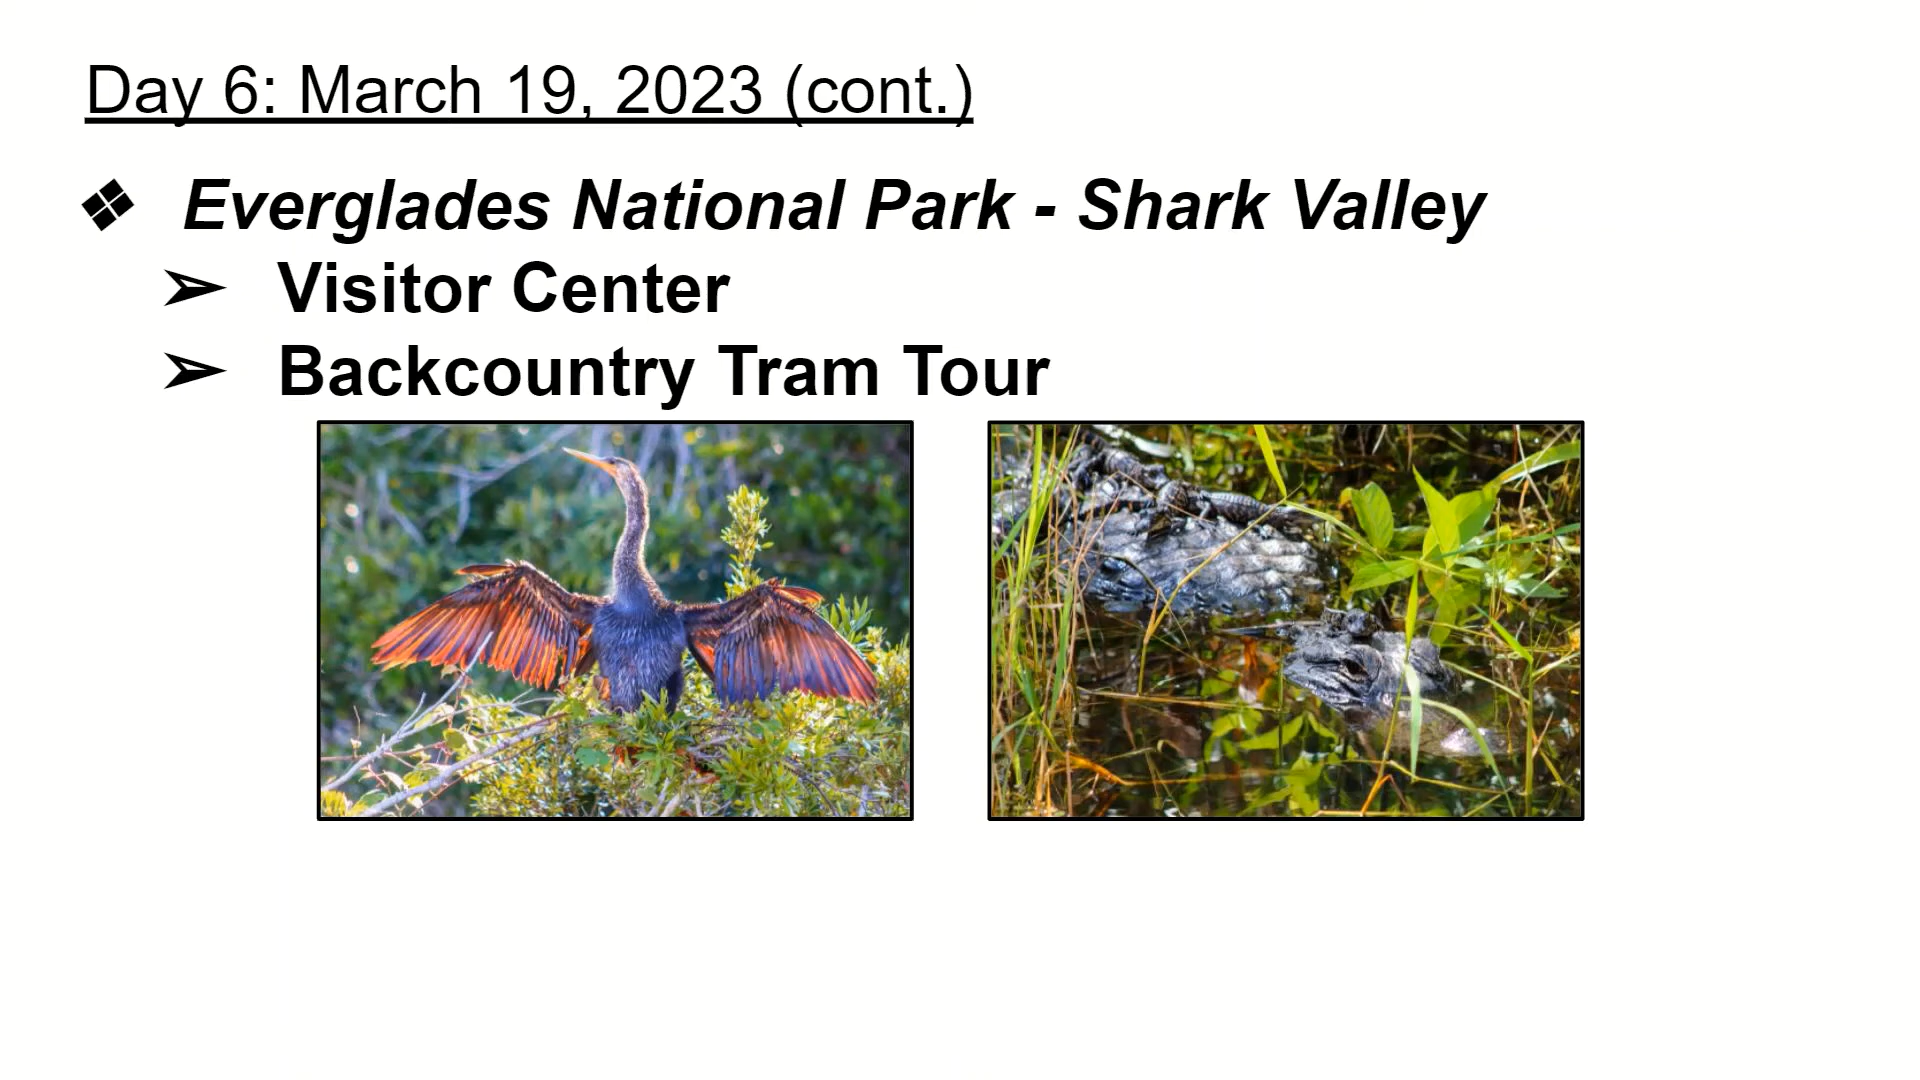 Day 6: March 19, 2023 (cont.)
❖ Everglades National Park - Shark Valley
➢ Visitor Center
➢ Backcountry Tram Tour